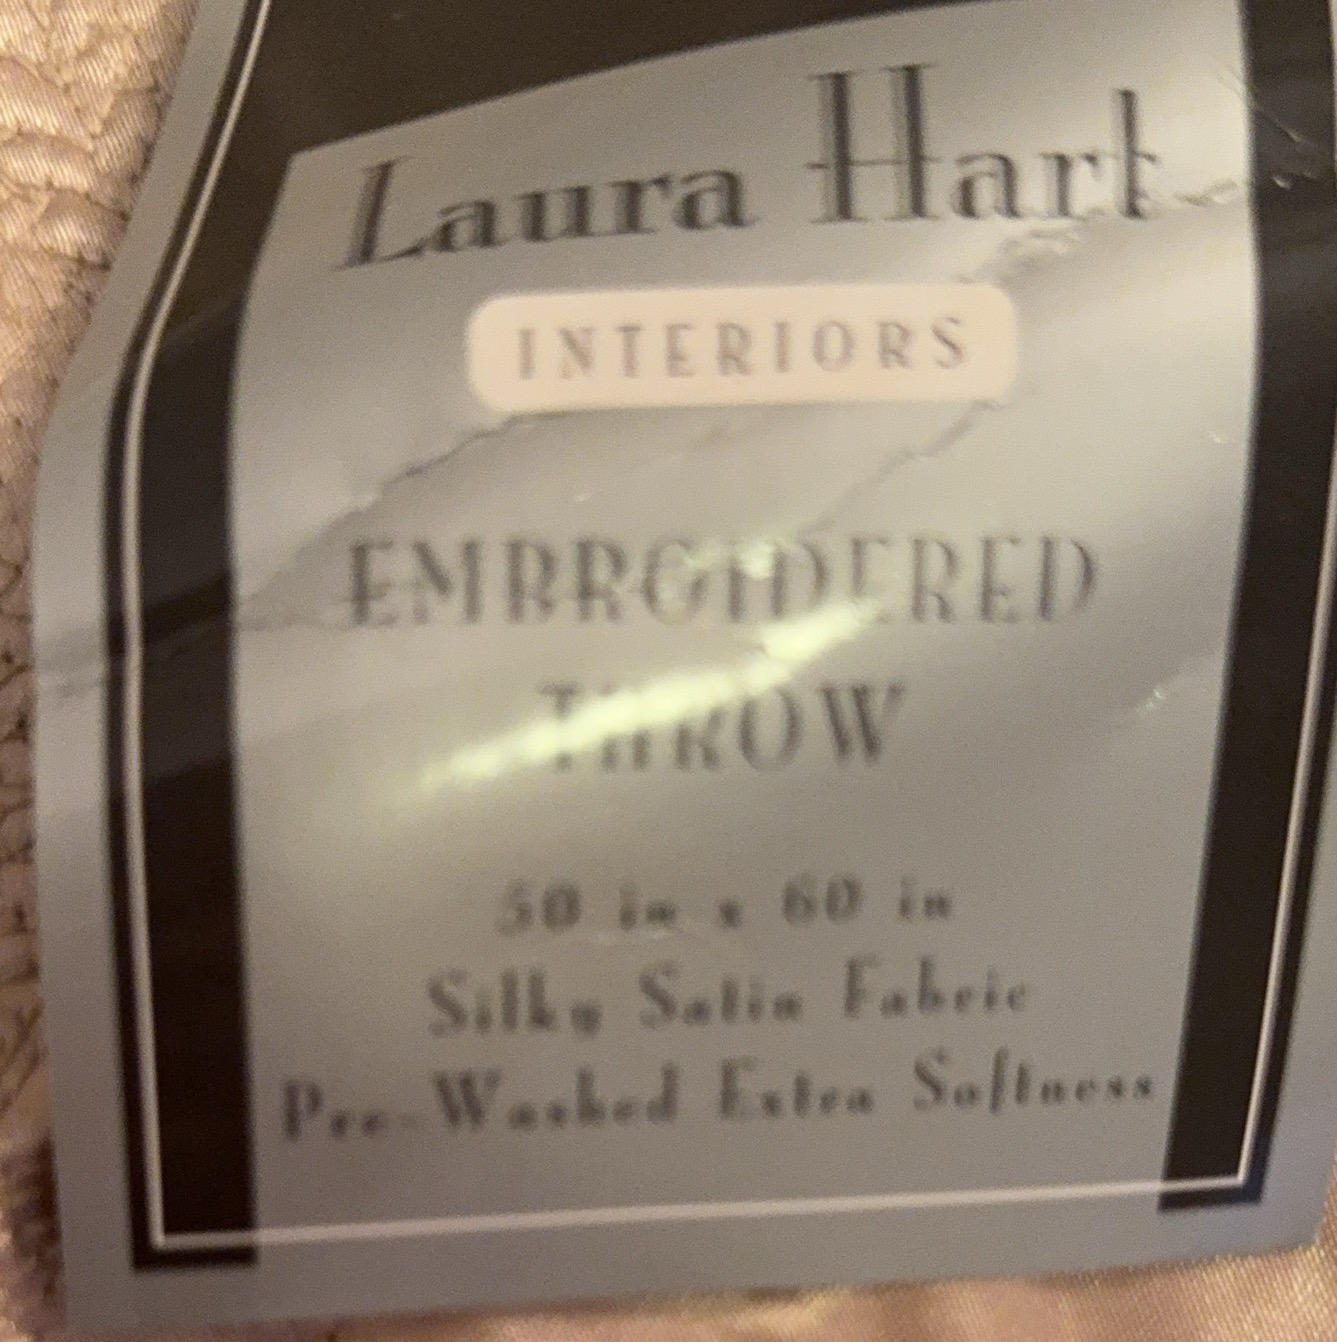 Laura Hart
INTERIORS
EMBROIDERED
THROW
50 in x 60 in
Silky Satin Fabric
Pre-Washed Extra Softness